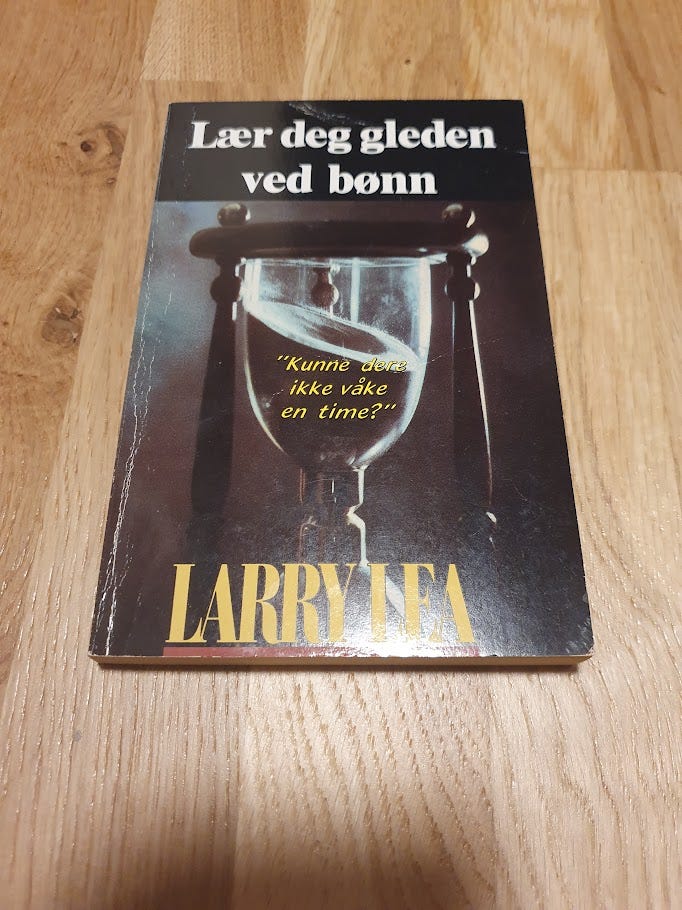 Lær deg gleden
ved bønn
"Kunne dere
ikke våke
en time?"
LARRY LEA